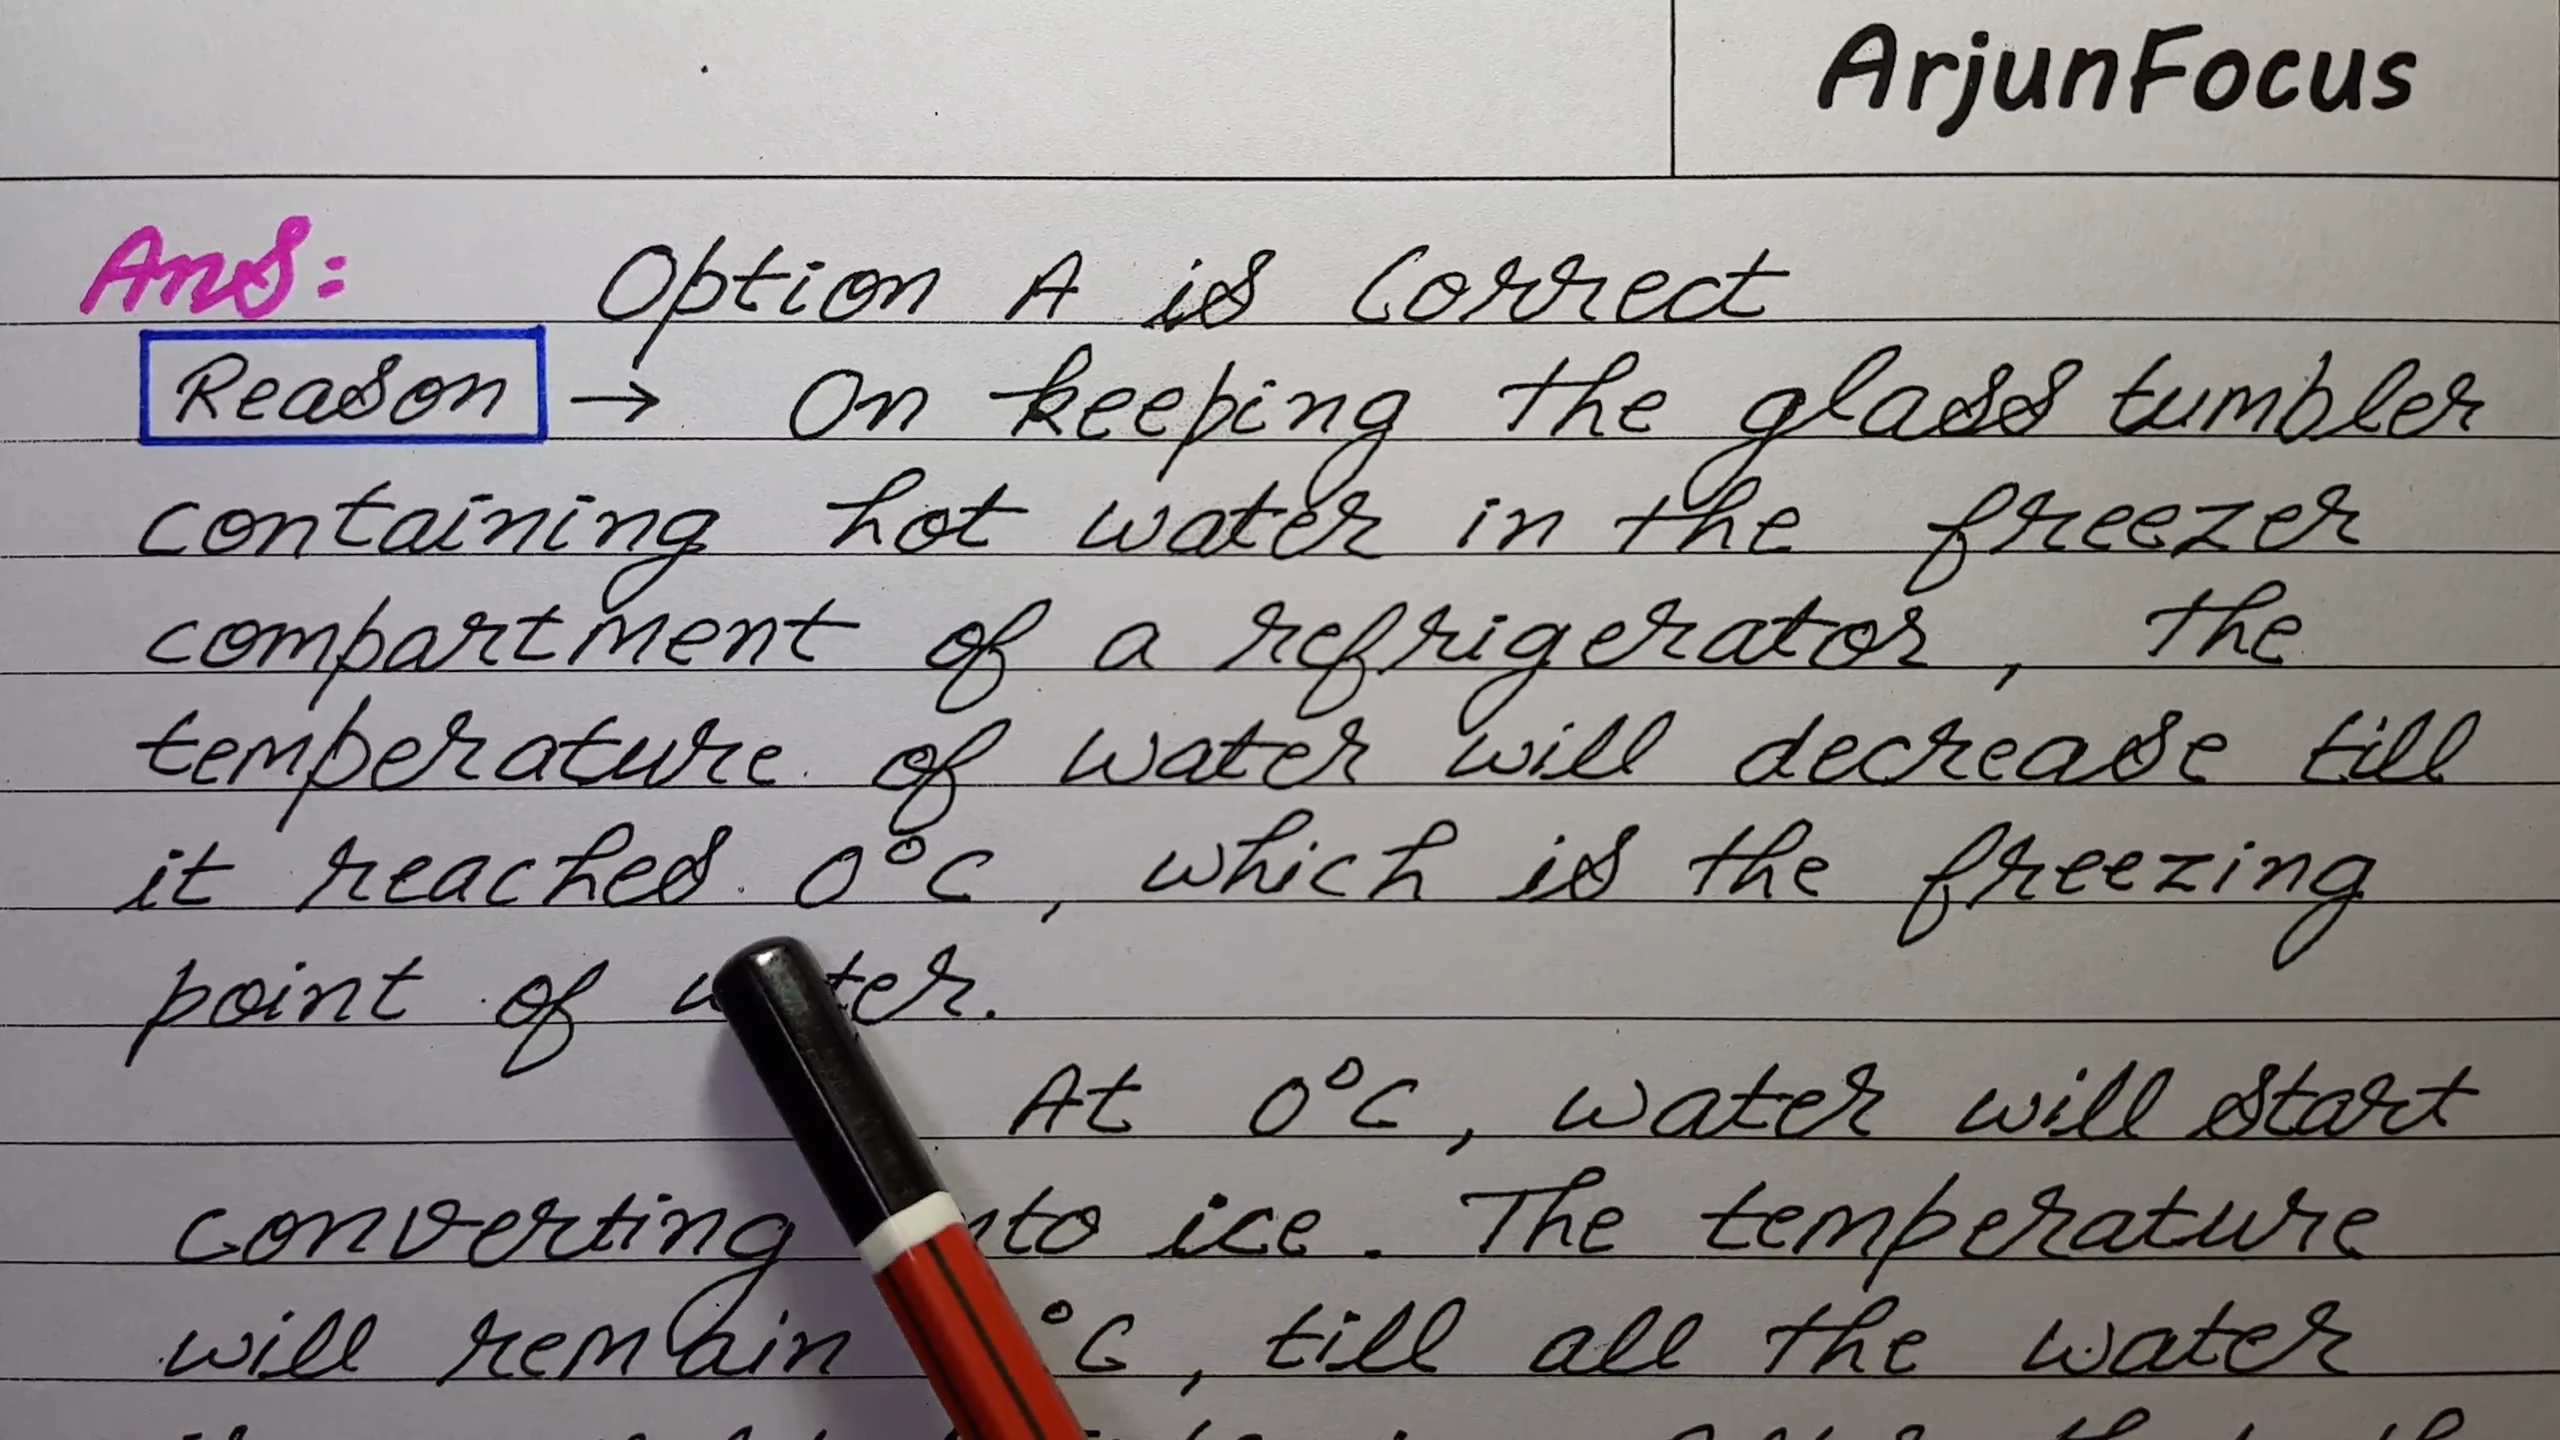 ArjunFocus
Ans: Option A is Correct
Reason → On keeping the glass tumbler
containing hot water in the freezer
compartment of a refrigerator, the
temperature of water will decrease till
it reached 0°C, which is the freezing
point of water.
At 0°C, water will start
converting into ice. The temperature
will remain °C, till all the water